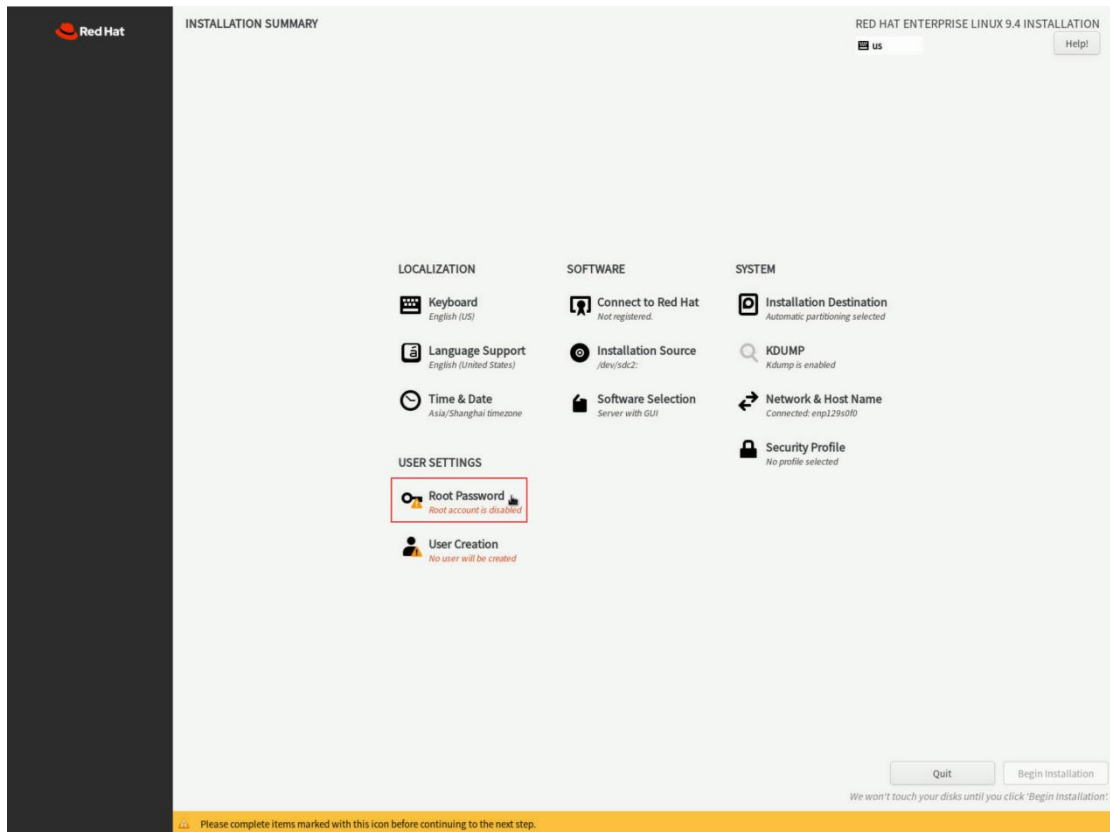 Red Hat
INSTALLATION SUMMARY
RED HAT ENTERPRISE LINUX 9.4 INSTALLATION
us
Help!
LOCALIZATION
Keyboard
English (US)
Language Support
English (United States)
Time & Date
Asia/Shanghai timezone
SOFTWARE
Connect to Red Hat
Not registered.
Installation Source
/dev/sdc2:
Software Selection
Server with GUI
SYSTEM
Installation Destination
Automatic partitioning selected
KDUMP
Kdump is enabled
Network & Host Name
Connected: enp129s0f0
Security Profile
No profile selected
USER SETTINGS
Root Password
Root account is disabled
User Creation
No user will be created
Quit
Begin Installation
We won't touch your disks until you click 'Begin Installation'.
Please complete items marked with this icon before continuing to the next step.